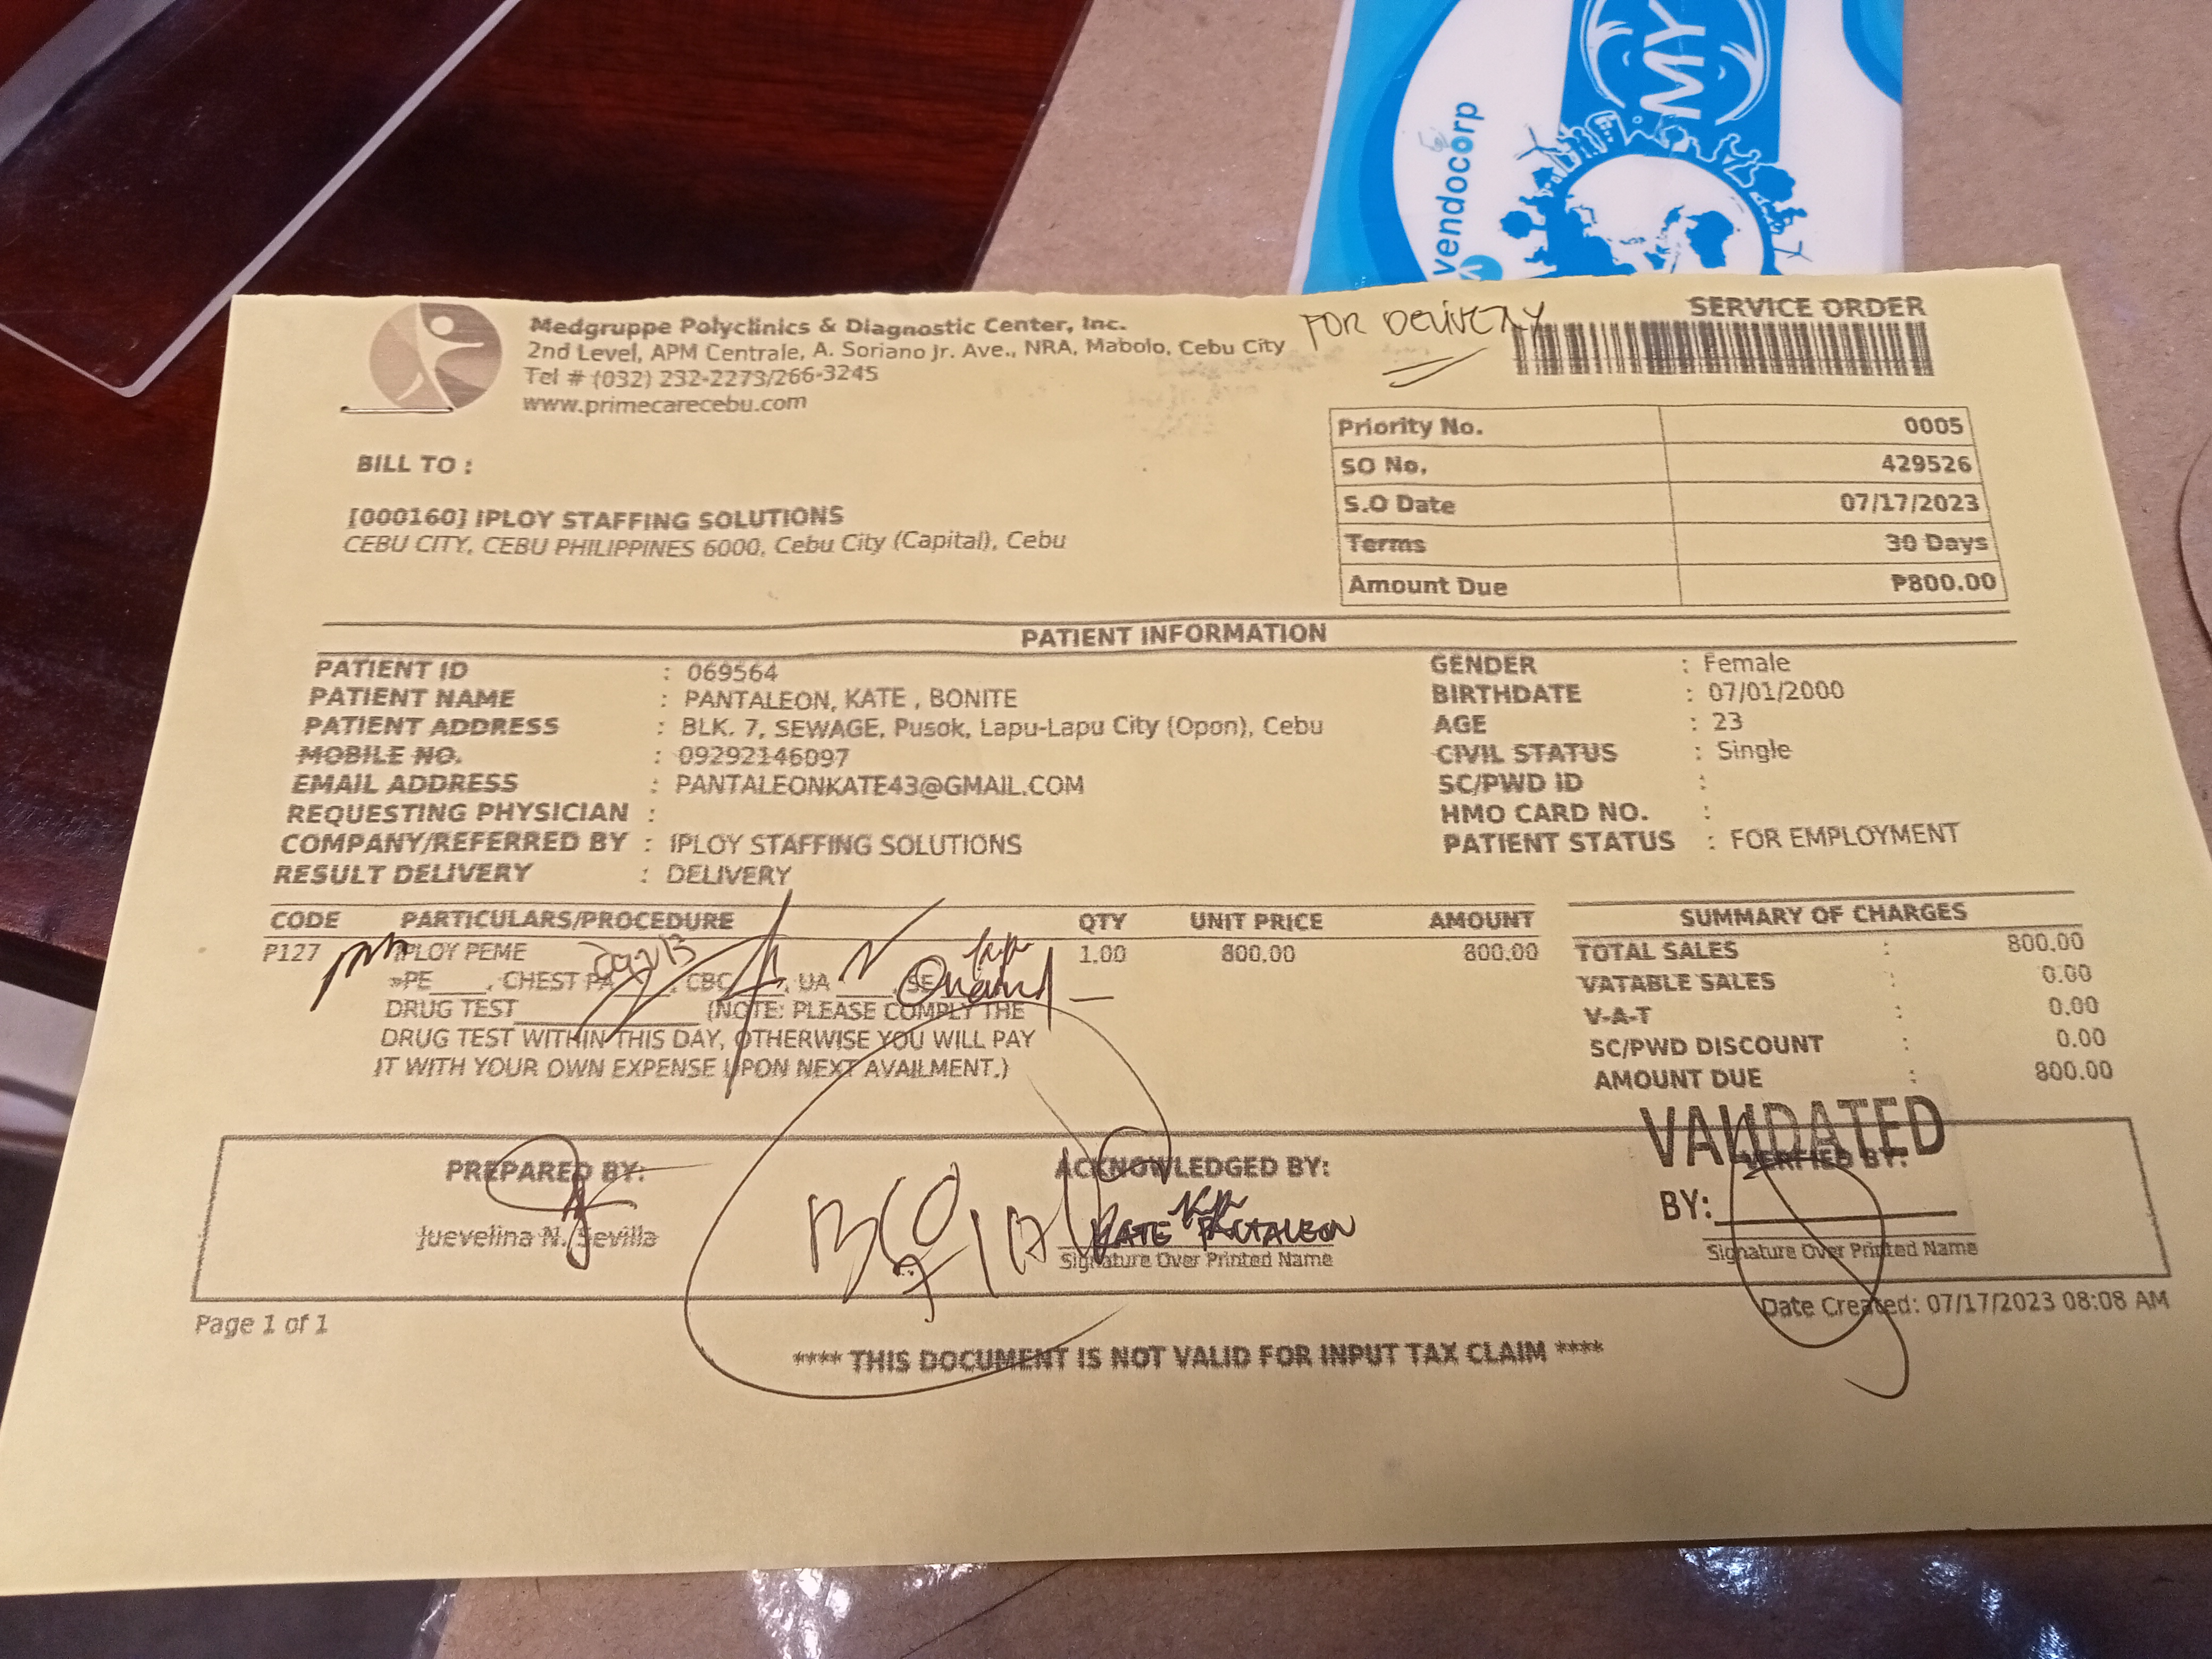 MY
vendocorp
Medgruppe Polyclinics & Diagnostic Center, Inc.
2nd Level, APM Centrale, A. Soriano Jr. Ave., NRA, Mabolo, Cebu City
Tel # (032) 232-2273/266-3245
www.primecarecebu.com
FOR DELIVERY
SERVICE ORDER
Priority No. 0005
SO No. 429526
S.O Date 07/17/2023
Terms 30 Days
Amount Due ₱800.00
BILL TO :
[000160] IPLOY STAFFING SOLUTIONS
CEBU CITY, CEBU PHILIPPINES 6000, Cebu City (Capital), Cebu
PATIENT INFORMATION
PATIENT ID : 069564
PATIENT NAME : PANTALEON, KATE , BONITE
PATIENT ADDRESS : BLK. 7, SEWAGE, Pusok, Lapu-Lapu City (Opon), Cebu
MOBILE NO. : 09292146097
EMAIL ADDRESS : PANTALEONKATE43@GMAIL.COM
REQUESTING PHYSICIAN :
COMPANY/REFERRED BY : IPLOY STAFFING SOLUTIONS
RESULT DELIVERY : DELIVERY
GENDER : Female
BIRTHDATE : 07/01/2000
AGE : 23
CIVIL STATUS : Single
SC/PWD ID :
HMO CARD NO. :
PATIENT STATUS : FOR EMPLOYMENT
CODE PARTICULARS/PROCEDURE QTY UNIT PRICE AMOUNT
P127 IPLOY PEME 1.00 800.00 800.00
»PE____, CHEST PA____, CBC____, UA____, SE
DRUG TEST____________ (NOTE: PLEASE COMPLY THE
DRUG TEST WITHIN THIS DAY, OTHERWISE YOU WILL PAY
IT WITH YOUR OWN EXPENSE UPON NEXT AVAILMENT.)
SUMMARY OF CHARGES
TOTAL SALES : 800.00
VATABLE SALES : 0.00
V-A-T : 0.00
SC/PWD DISCOUNT : 0.00
AMOUNT DUE : 800.00
PREPARED BY:
Juevelina N. Sevilla
ACKNOWLEDGED BY:
KATE PANTALEON
Signature Over Printed Name
VALIDATED
VERFIED BY:
BY:
Signature Over Printed Name
Page 1 of 1
Date Created: 07/17/2023 08:08 AM
**** THIS DOCUMENT IS NOT VALID FOR INPUT TAX CLAIM ****